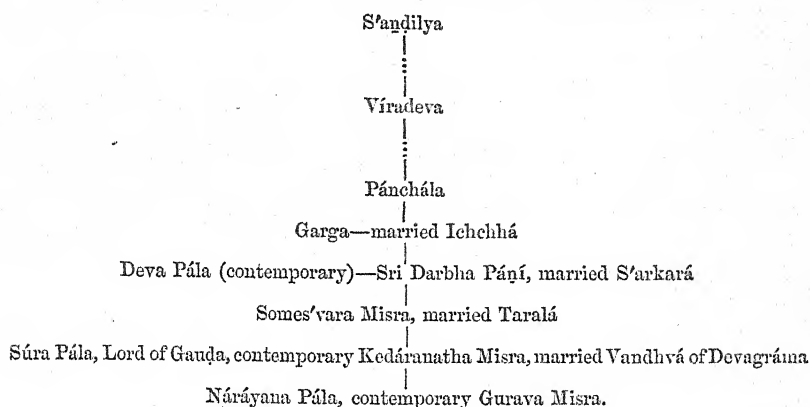 S'aṉḍilya
Víradeva
Pánchála
Garga—married Ichchhá
Deva Pála (contemporary)—Sri Darbha Páṇí, married S'arkará
Somes'vara Misra, married Taralá
Súra Pála, Lord of Gauḍa, contemporary Kedáranatha Misra, married Vandhvá of Devagráma
Náráyana Pála, contemporary Gurava Misra.